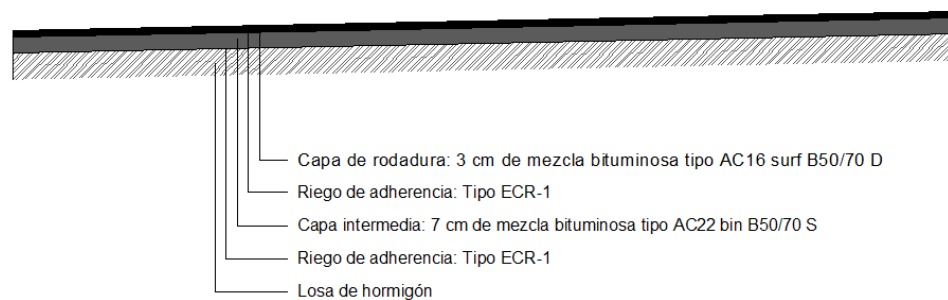 Capa de rodadura: 3 cm de mezcla bituminosa tipo AC16 surf B50/70 D
Riego de adherencia: Tipo ECR-1
Capa intermedia: 7 cm de mezcla bituminosa tipo AC22 bin B50/70 S
Riego de adherencia: Tipo ECR-1
Losa de hormigón